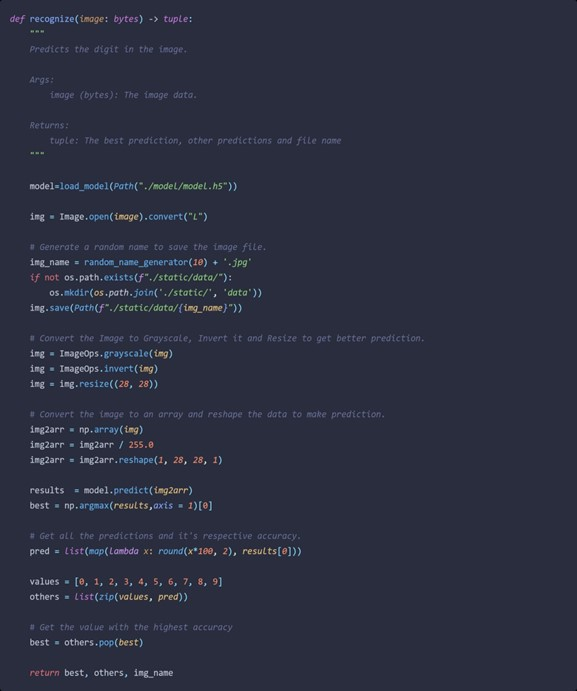 def recognize(image: bytes) -> tuple:
    """
    Predicts the digit in the image.

    Args:
        image (bytes): The image data.

    Returns:
        tuple: The best prediction, other predictions and file name
    """

    model=load_model(Path("./model/model.h5"))

    img = Image.open(image).convert("L")

    # Generate a random name to save the image file.
    img_name = random_name_generator(10) + '.jpg'
    if not os.path.exists(f"./static/data/"):
        os.mkdir(os.path.join('./static/', 'data'))
    img.save(Path(f"./static/data/{img_name}"))

    # Convert the Image to Grayscale, Invert it and Resize to get better prediction.
    img = ImageOps.grayscale(img)
    img = ImageOps.invert(img)
    img = img.resize((28, 28))

    # Convert the image to an array and reshape the data to make prediction.
    img2arr = np.array(img)
    img2arr = img2arr / 255.0
    img2arr = img2arr.reshape(1, 28, 28, 1)

    results  = model.predict(img2arr)
    best = np.argmax(results,axis = 1)[0]

    # Get all the predictions and it's respective accuracy.
    pred = list(map(lambda x: round(x*100, 2), results[0]))

    values = [0, 1, 2, 3, 4, 5, 6, 7, 8, 9]
    others = list(zip(values, pred))

    # Get the value with the highest accuracy
    best = others.pop(best)

    return best, others, img_name